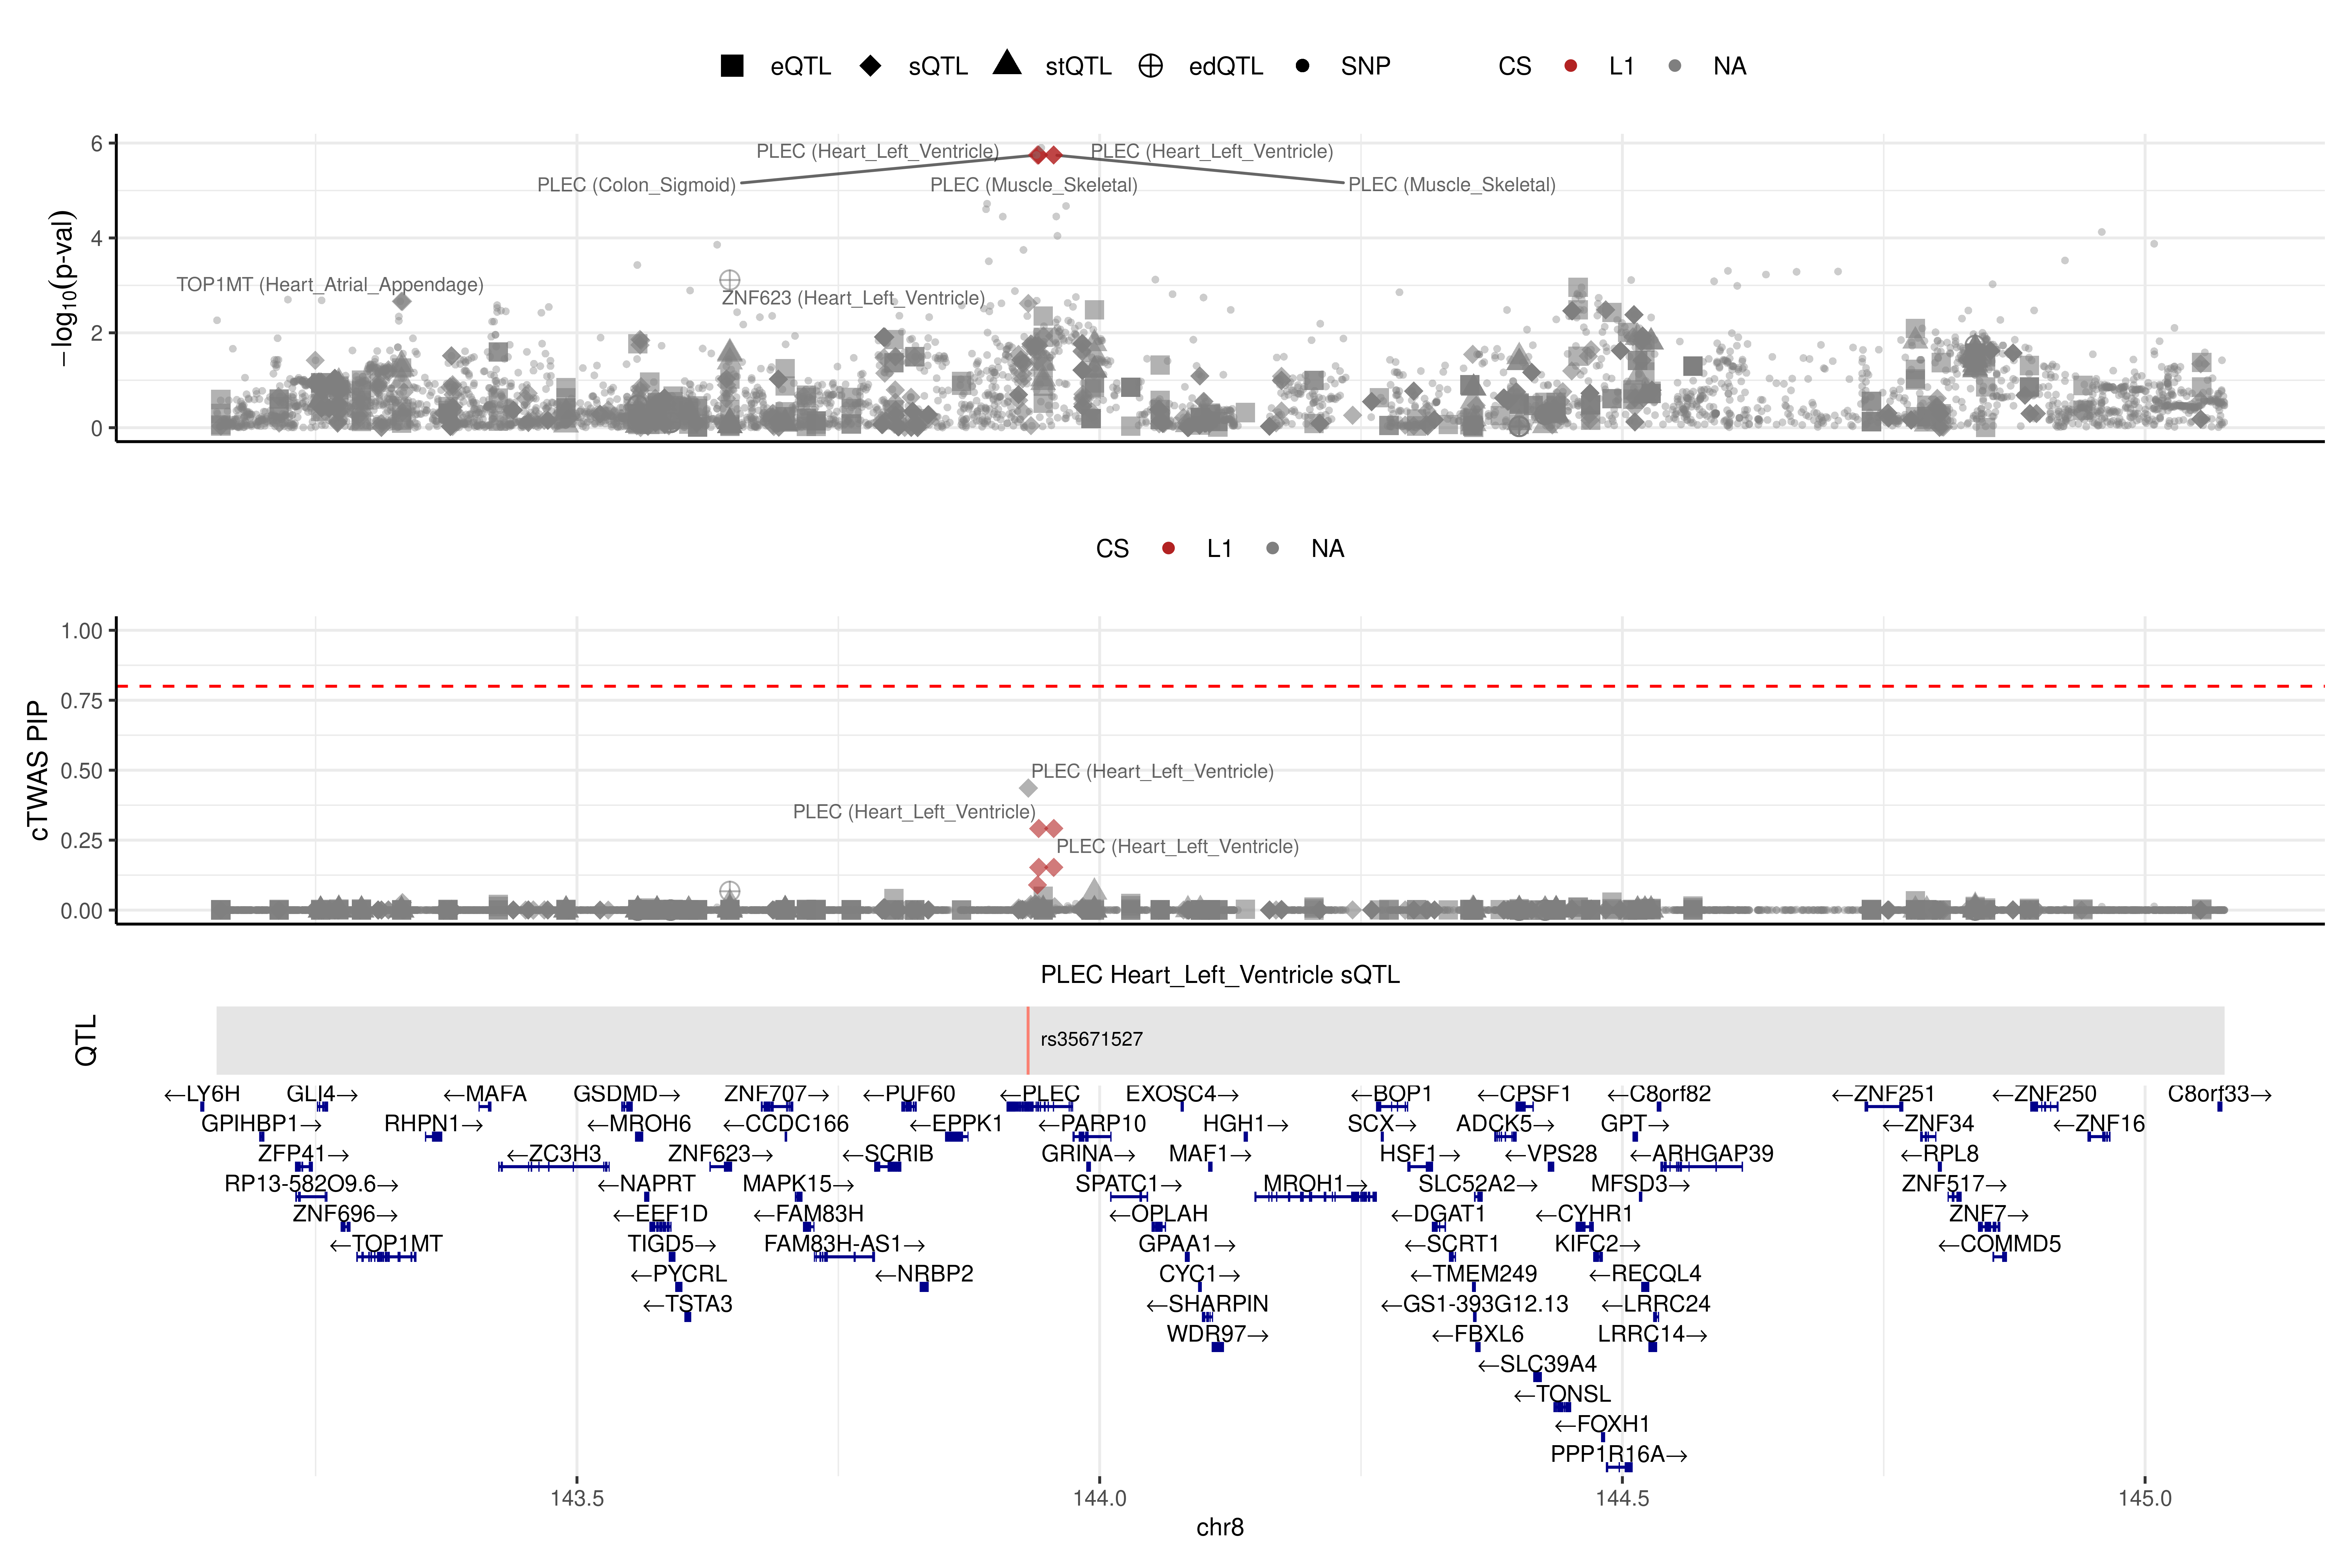 eQTL sQTL stQTL edQTL SNP CS L1 NA
−log10(p-val)
6
4
2
0
PLEC (Heart_Left_Ventricle) PLEC (Heart_Left_Ventricle)
PLEC (Colon_Sigmoid) PLEC (Muscle_Skeletal) PLEC (Muscle_Skeletal)
TOP1MT (Heart_Atrial_Appendage)
ZNF623 (Heart_Left_Ventricle)
CS L1 NA
cTWAS PIP
1.00
0.75
0.50
0.25
0.00
PLEC (Heart_Left_Ventricle)
PLEC (Heart_Left_Ventricle)
PLEC (Heart_Left_Ventricle)
PLEC Heart_Left_Ventricle sQTL
QTL
rs35671527
←LY6H GLI4→ ←MAFA GSDMD→ ZNF707→ ←PUF60 ←PLEC EXOSC4→ ←BOP1 ←CPSF1 ←C8orf82 ←ZNF251 ←ZNF250 C8orf33→
GPIHBP1→ RHPN1→ ←MROH6 ←CCDC166 ←EPPK1 ←PARP10 HGH1→ SCX→ ADCK5→ GPT→ ←ZNF34 ←ZNF16
ZFP41→ ←ZC3H3 ZNF623→ ←SCRIB GRINA→ MAF1→ HSF1→ ←VPS28 ←ARHGAP39 ←RPL8
RP13-582O9.6→ ←NAPRT MAPK15→ SPATC1→ MROH1→ SLC52A2→ MFSD3→ ZNF517→
ZNF696→ ←EEF1D ←FAM83H ←OPLAH ←DGAT1 ←CYHR1 ZNF7→
←TOP1MT TIGD5→ FAM83H-AS1→ GPAA1→ ←SCRT1 KIFC2→ ←COMMD5
←PYCRL ←NRBP2 CYC1→ ←TMEM249 ←RECQL4
←TSTA3 ←SHARPIN ←GS1-393G12.13 ←LRRC24
WDR97→ ←FBXL6 LRRC14→
←SLC39A4
←TONSL
←FOXH1
PPP1R16A→
143.5 144.0 144.5 145.0
chr8